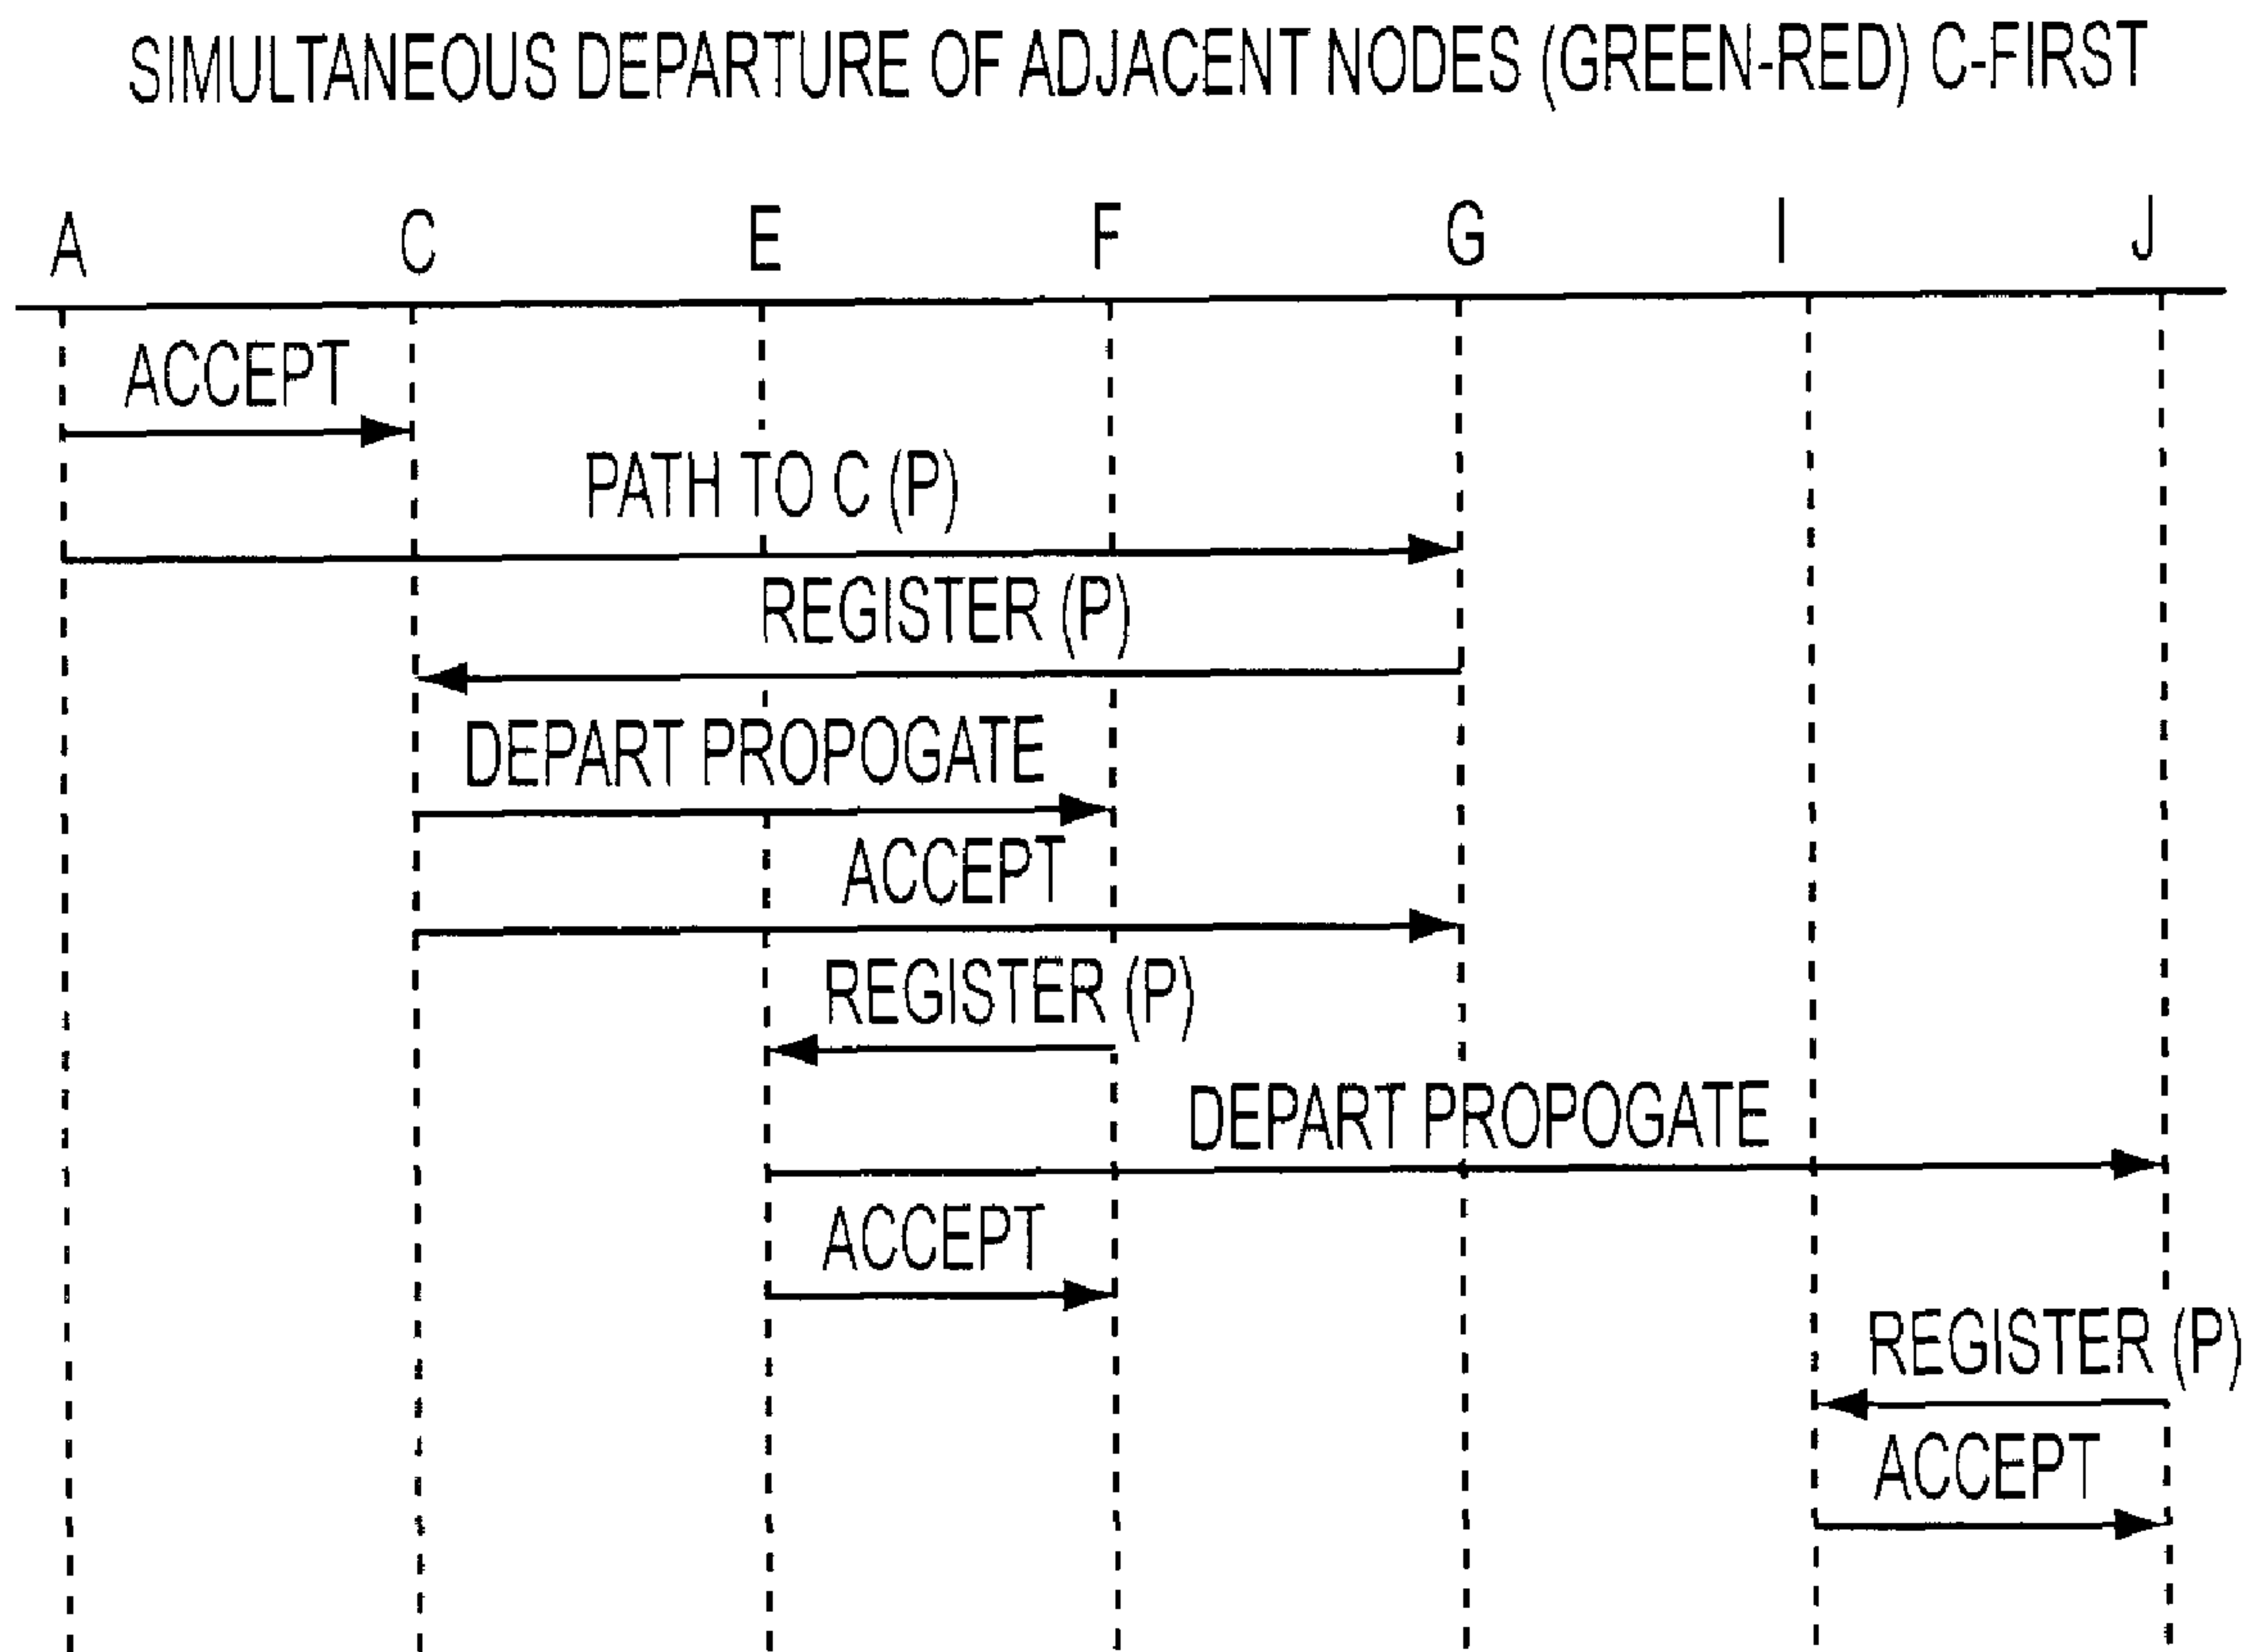 SIMULTANEOUS DEPARTURE OF ADJACENT NODES (GREEN-RED) C-FIRST
A C E F G I J
ACCEPT
PATH TO C (P)
REGISTER (P)
DEPART PROPOGATE
ACCEPT
REGISTER (P)
DEPART PROPOGATE
ACCEPT
REGISTER (P)
ACCEPT